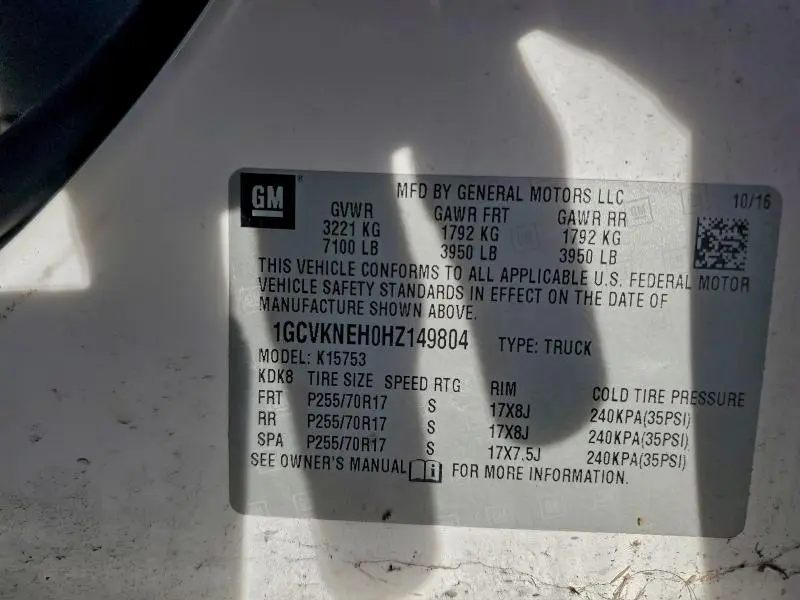 GM
MFD BY GENERAL MOTORS LLC
10/16
GVWR GAWR FRT GAWR RR
3221 KG 1792 KG 1792 KG
7100 LB 3950 LB 3950 LB
THIS VEHICLE CONFORMS TO ALL APPLICABLE U.S. FEDERAL MOTOR
VEHICLE SAFETY STANDARDS IN EFFECT ON THE DATE OF
MANUFACTURE SHOWN ABOVE.
1GCVKNEH0HZ149804 TYPE: TRUCK
MODEL: K15753
KDK8 TIRE SIZE SPEED RTG RIM COLD TIRE PRESSURE
FRT P255/70R17 S 17X8J 240KPA(35PSI)
RR P255/70R17 S 17X8J 240KPA(35PSI)
SPA P255/70R17 S 17X7.5J 240KPA(35PSI)
SEE OWNER'S MANUAL i FOR MORE INFORMATION.